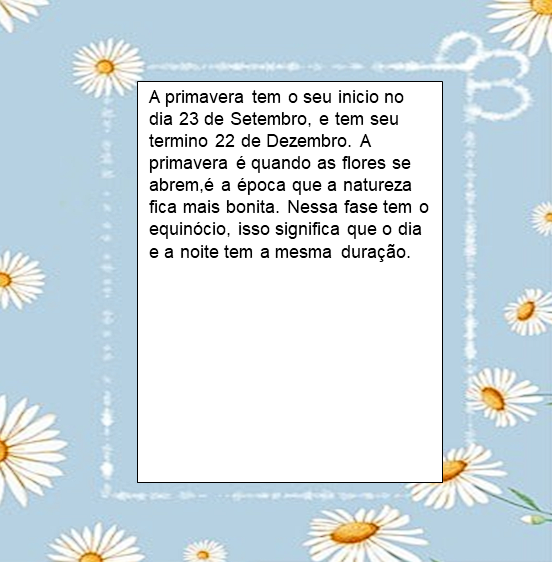 A primavera tem o seu inicio no
dia 23 de Setembro, e tem seu
termino 22 de Dezembro. A
primavera é quando as flores se
abrem,é a época que a natureza
fica mais bonita. Nessa fase tem o
equinócio, isso significa que o dia
e a noite tem a mesma duração.